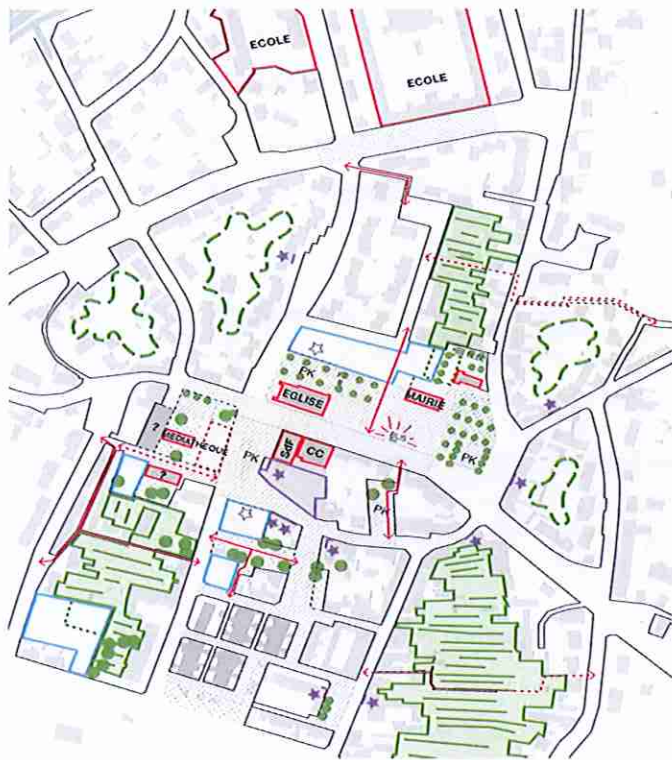 ECOLE
ECOLE
PK
EGLISE
MAIRIE
?
MEDIATHEQUE
SdF
CC
PK
PK
?
PK